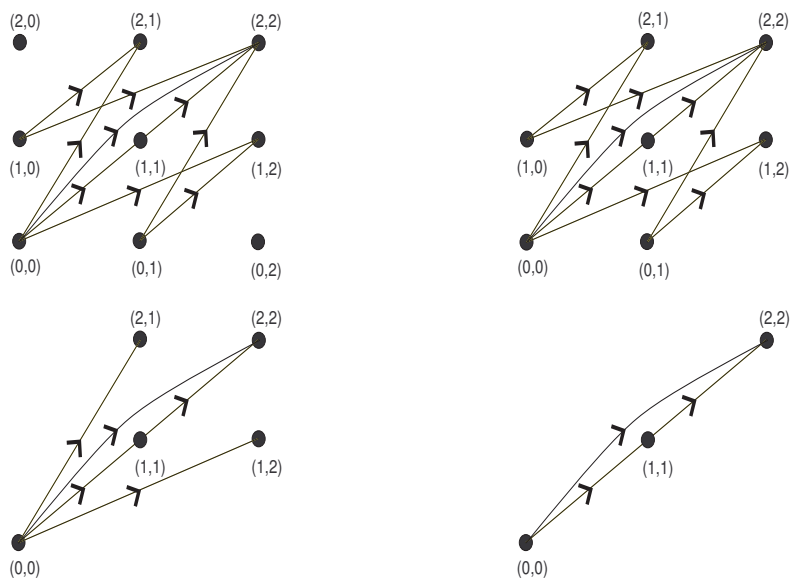 (2,0) (2,1) (2,2) (2,1) (2,2)
(1,0) (1,1) (1,2) (1,0) (1,1) (1,2)
(0,0) (0,1) (0,2) (0,0) (0,1)
(2,1) (2,2) (2,2)
(1,1) (1,2) (1,1)
(0,0) (0,0)